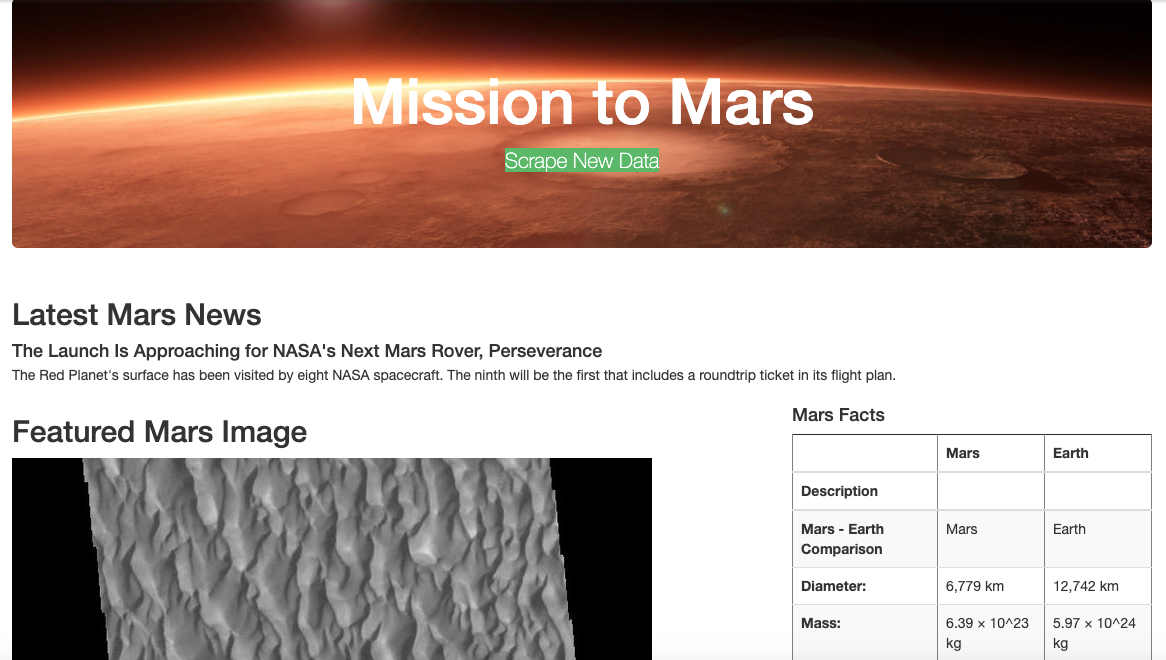 Mission to Mars
Scrape New Data
Latest Mars News
The Launch Is Approaching for NASA's Next Mars Rover, Perseverance
The Red Planet's surface has been visited by eight NASA spacecraft. The ninth will be the first that includes a roundtrip ticket in its flight plan.
Featured Mars Image
Mars Facts
Mars Earth
Description
Mars - Earth Mars Earth
Comparison
Diameter: 6,779 km 12,742 km
Mass: 6.39 × 10^23 5.97 × 10^24
kg kg